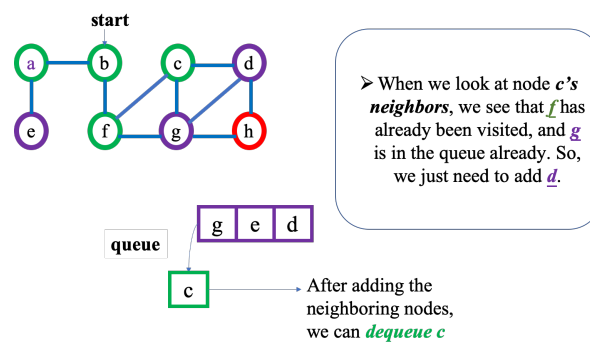 start
a
b
c
d
e
f
g
h
➤ When we look at node c's
neighbors, we see that f has
already been visited, and g
is in the queue already. So,
we just need to add d.
queue
g e d
c
After adding the
neighboring nodes,
we can dequeue c